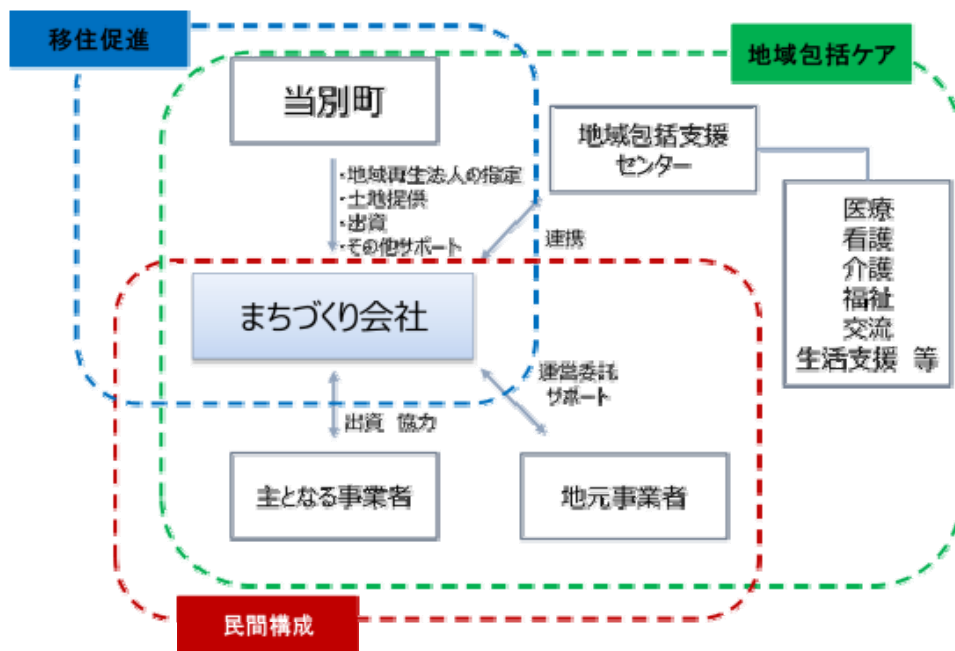 移住促進
地域包括ケア
当別町
地域包括支援
センター
・地域再生法人の指定
・土地提供
・出資
・その他サポート
連携
医療
看護
介護
福祉
交流
生活支援 等
まちづくり会社
運営委託
サポート
出資 協力
主となる事業者
地元事業者
民間構成